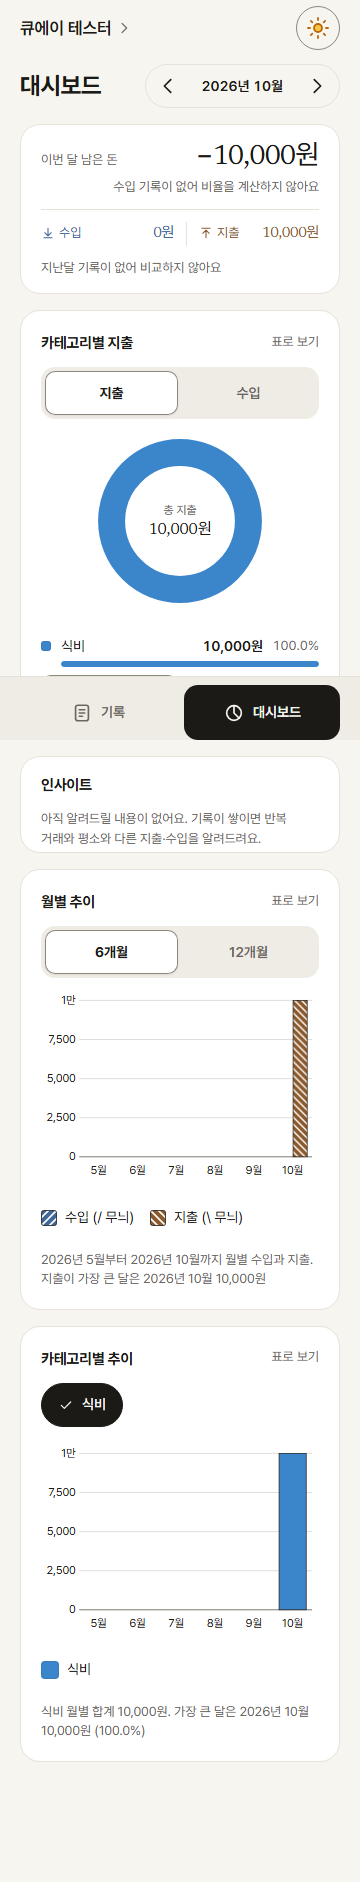 큐에이 테스터
대시보드
2026년 10월
이번 달 남은 돈
−10,000원
수입 기록이 없어 비율을 계산하지 않아요
수입
0원
지출
10,000원
지난달 기록이 없어 비교하지 않아요
카테고리별 지출
표로 보기
지출
수입
총 지출
10,000원
식비
10,000원
100.0%
기록
대시보드
인사이트
아직 알려드릴 내용이 없어요. 기록이 쌓이면 반복
거래와 평소와 다른 지출·수입을 알려드려요.
월별 추이
표로 보기
6개월
12개월
1만
7,500
5,000
2,500
0
5월
6월
7월
8월
9월
10월
수입 (/ 무늬)
지출 (\ 무늬)
2026년 5월부터 2026년 10월까지 월별 수입과 지출.
지출이 가장 큰 달은 2026년 10월 10,000원
카테고리별 추이
표로 보기
식비
1만
7,500
5,000
2,500
0
5월
6월
7월
8월
9월
10월
식비
식비 월별 합계 10,000원. 가장 큰 달은 2026년 10월
10,000원 (100.0%)